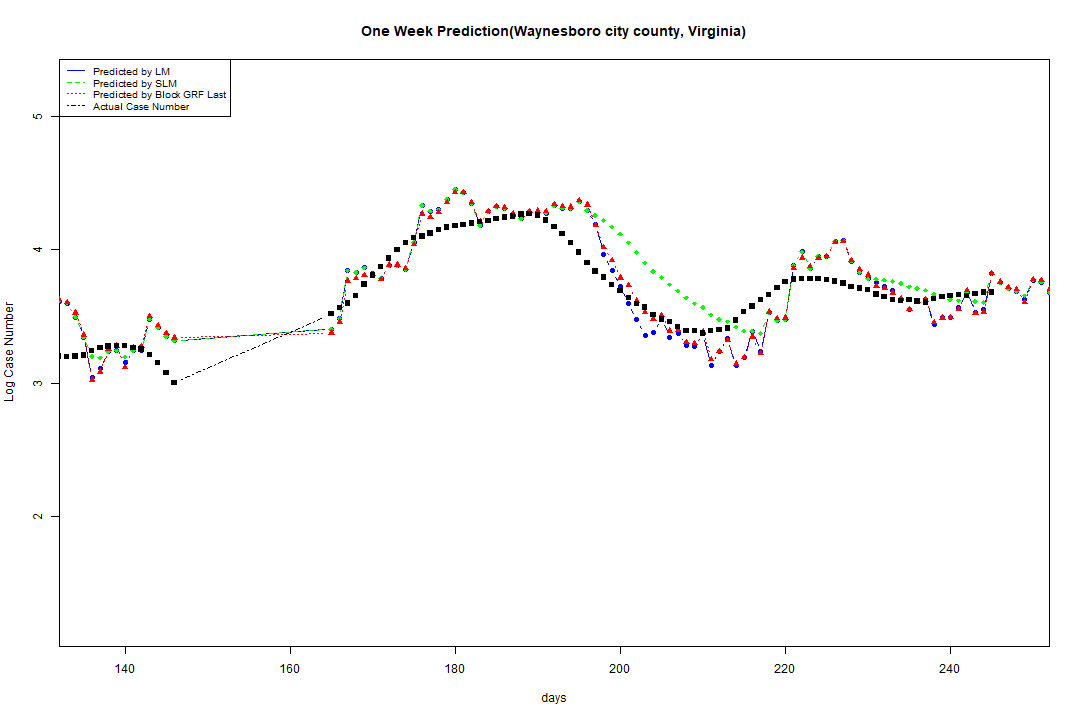 One Week Prediction(Waynesboro city county, Virginia)
Predicted by LM
Predicted by SLM
Predicted by Block GRF Last
Actual Case Number
5
4
3
2
Log Case Number
140 160 180 200 220 240
days